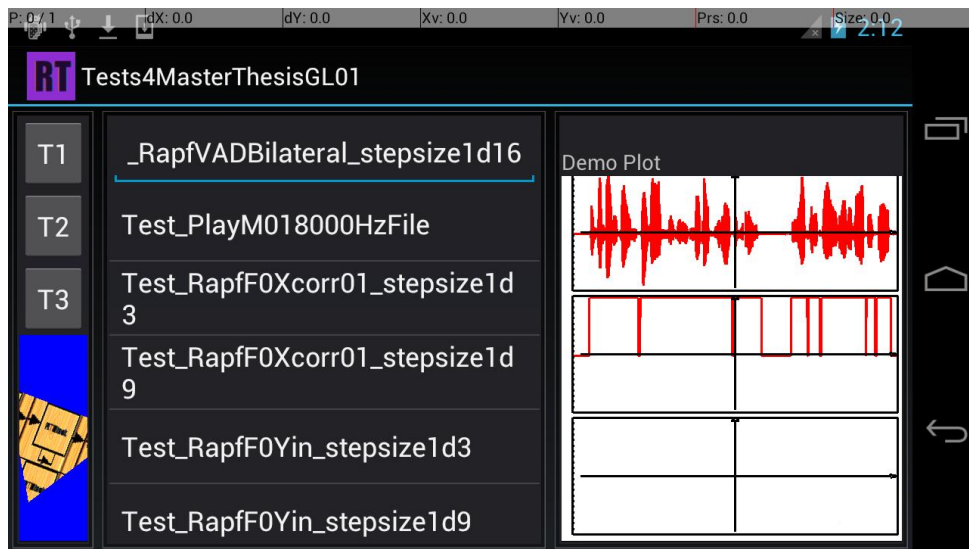 P: 0 / 1 dX: 0.0 dY: 0.0 Xv: 0.0 Yv: 0.0 Prs: 0.0 Size: 0.0
2:12
RT Tests4MasterThesisGL01
T1
T2
T3
_RapfVADBilateral_stepsize1d16
Test_PlayM018000HzFile
Test_RapfF0Xcorr01_stepsize1d
3
Test_RapfF0Xcorr01_stepsize1d
9
Test_RapfF0Yin_stepsize1d3
Test_RapfF0Yin_stepsize1d9
Demo Plot